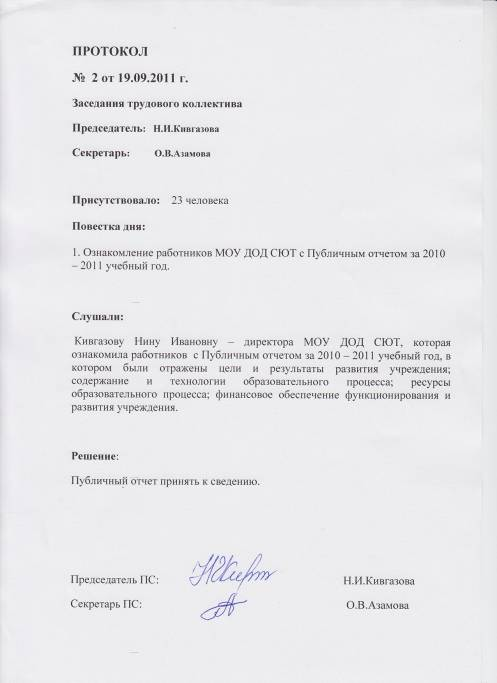 ПРОТОКОЛ
№ 2 от 19.09.2011 г.
Заседания трудового коллектива
Председатель: Н.И.Кивгазова
Секретарь: О.В.Азамова
Присутствовало: 23 человека
Повестка дня:
1. Ознакомление работников МОУ ДОД СЮТ с Публичным отчетом за 2010
– 2011 учебный год.
Слушали:
Кивгазову Нину Ивановну – директора МОУ ДОД СЮТ, которая
ознакомила работников с Публичным отчетом за 2010 – 2011 учебный год, в
котором были отражены цели и результаты развития учреждения;
содержание и технологии образовательного процесса; ресурсы
образовательного процесса; финансовое обеспечение функционирования и
развития учреждения.
Решение:
Публичный отчет принять к сведению.
Председатель ПС: Н.И.Кивгазова
Секретарь ПС: О.В.Азамова